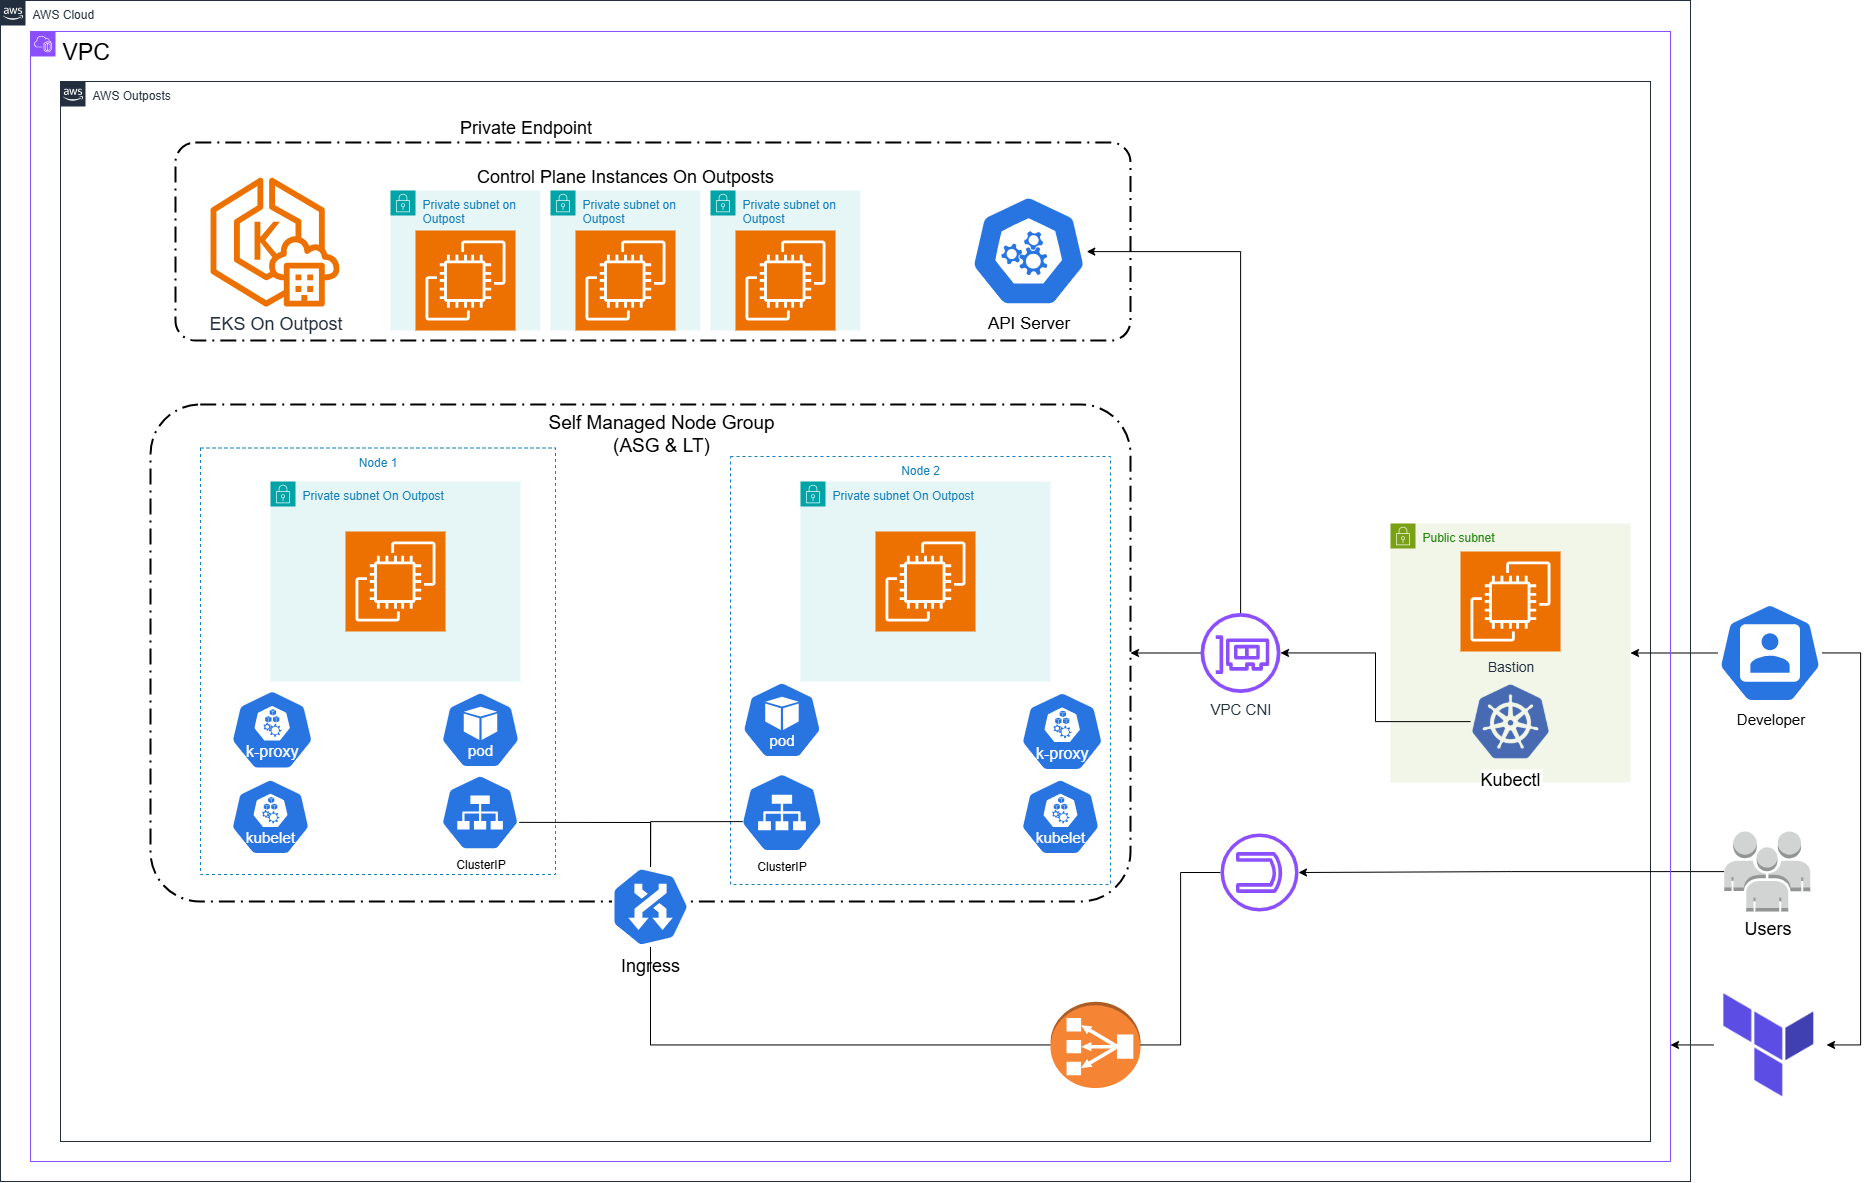 aws
AWS Cloud
VPC
aws
AWS Outposts
Private Endpoint
Control Plane Instances On Outposts
Private subnet on
Outpost
Private subnet on
Outpost
Private subnet on
Outpost
K
EKS On Outpost
API Server
Self Managed Node Group
(ASG & LT)
Node 1
Private subnet On Outpost
Node 2
Private subnet On Outpost
k-proxy
pod
kubelet
ClusterIP
pod
k-proxy
ClusterIP
kubelet
Ingress
VPC CNI
Public subnet
Bastion
Kubectl
Developer
Users